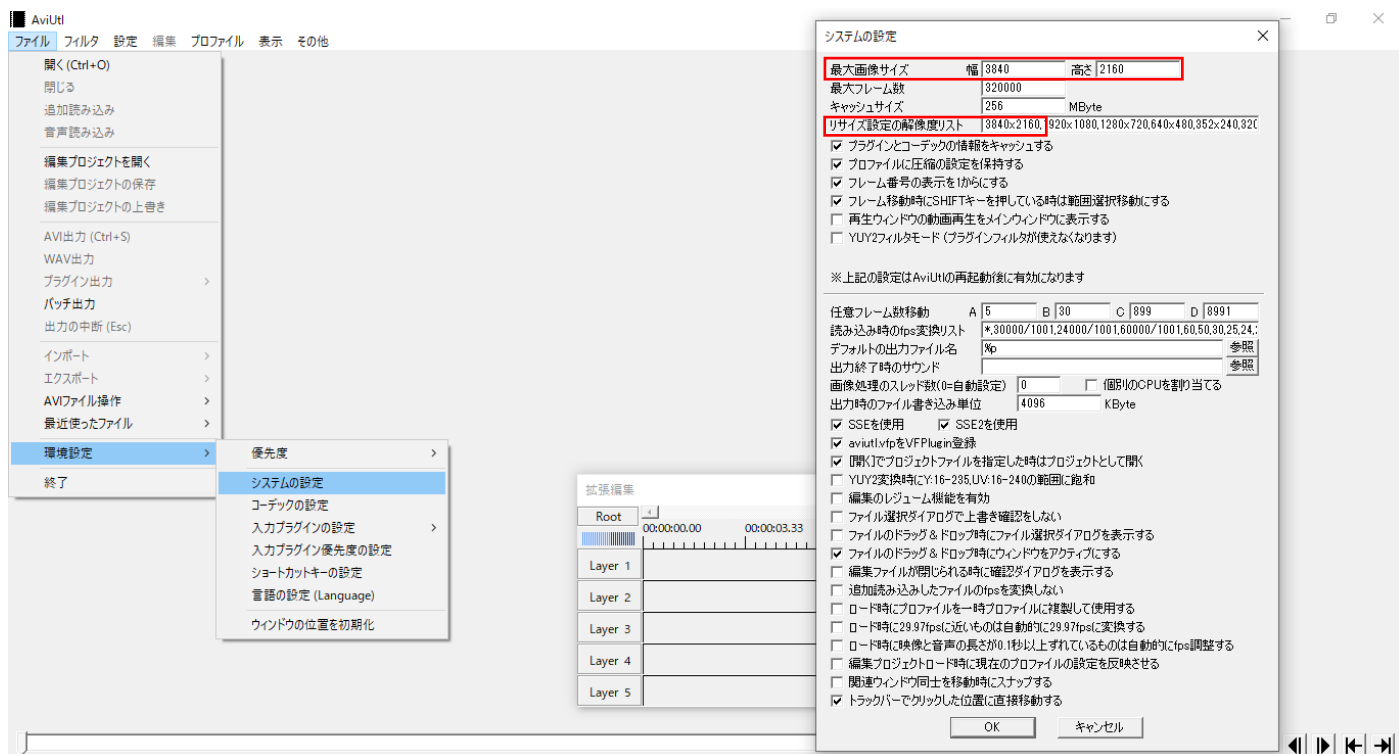 AviUtl
ファイル フィルタ 設定 編集 プロファイル 表示 その他
開く(Ctrl+O)
閉じる
追加読み込み
音声読み込み
編集プロジェクトを開く
編集プロジェクトの保存
編集プロジェクトの上書き
AVI出力 (Ctrl+S)
WAV出力
プラグイン出力
バッチ出力
出力の中断 (Esc)
インポート
エクスポート
AVIファイル操作
最近使ったファイル
環境設定
終了
優先度
システムの設定
コーデックの設定
入力プラグインの設定
入力プラグイン優先度の設定
ショートカットキーの設定
言語の設定 (Language)
ウィンドウの位置を初期化
拡張編集
Root
00:00:00.00 00:00:03.33
Layer 1
Layer 2
Layer 3
Layer 4
Layer 5
システムの設定
最大画像サイズ 幅 3840 高さ 2160
最大フレーム数 320000
キャッシュサイズ 256 MByte
リサイズ設定の解像度リスト 3840x2160,1920x1080,1280x720,640x480,352x240,320
プラグインとコーデックの情報をキャッシュする
プロファイルに圧縮の設定を保持する
フレーム番号の表示を1からにする
フレーム移動時にSHIFTキーを押している時は範囲選択移動にする
再生ウィンドウの動画再生をメインウィンドウに表示する
YUY2フィルタモード (プラグインフィルタが使えなくなります)
※上記の設定はAviUtlの再起動後に有効になります
任意フレーム数移動 A 5 B 30 C 899 D 8991
読み込み時のfps変換リスト *,30000/1001,24000/1001,60000/1001,60,50,30,25,24,
デフォルトの出力ファイル名 %p 参照
出力終了時のサウンド 参照
画像処理のスレッド数(0=自動設定) 0 個別のCPUを割り当てる
出力時のファイル書き込み単位 4096 KByte
SSEを使用 SSE2を使用
aviutl.vfpをVFPlugin登録
[開く]でプロジェクトファイルを指定した時はプロジェクトとして開く
YUY2変換時にY:16-235,UV:16-240の範囲に飽和
編集のレジューム機能を有効
ファイル選択ダイアログで上書き確認をしない
ファイルのドラッグ&ドロップ時にファイル選択ダイアログを表示する
ファイルのドラッグ&ドロップ時にウィンドウをアクティブにする
編集ファイルが閉じられる時に確認ダイアログを表示する
追加読み込みしたファイルのfpsを変換しない
ロード時にプロファイルを一時プロファイルに複製して使用する
ロード時に29.97fpsに近いものは自動的に29.97fpsに変換する
ロード時に映像と音声の長さが0.1秒以上ずれているものは自動的にfps調整する
編集プロジェクトロード時に現在のプロファイルの設定を反映させる
関連ウィンドウ同士を移動時にスナップする
トラックバーでクリックした位置に直接移動する
OK キャンセル